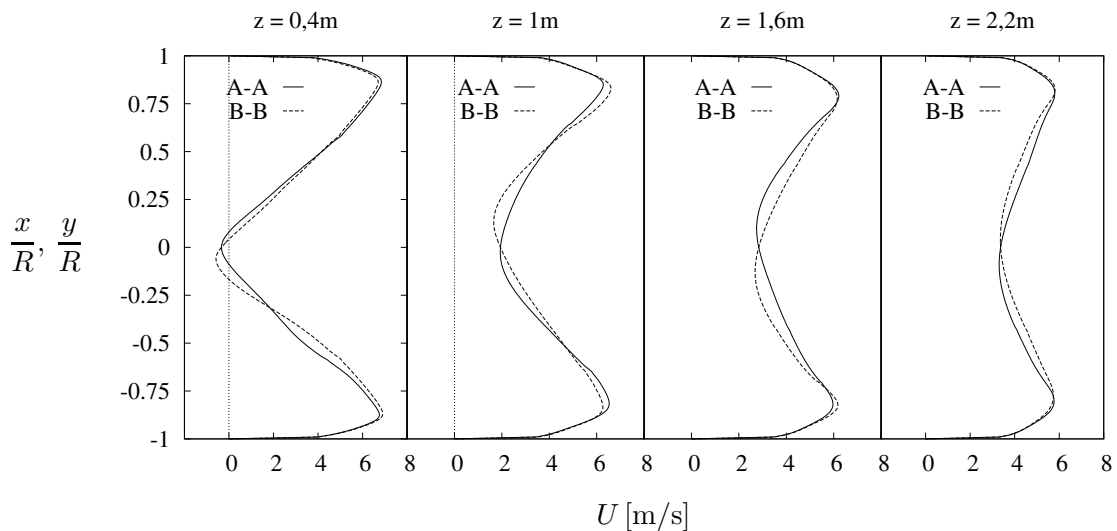 z = 0,4m z = 1m z = 1,6m z = 2,2m
1
0.75
0.5
0.25
0
-0.25
-0.5
-0.75
-1
x/R, y/R
A-A
B-B
A-A
B-B
A-A
B-B
A-A
B-B
0 2 4 6 8 0 2 4 6 8 0 2 4 6 8 0 2 4 6 8
U [m/s]